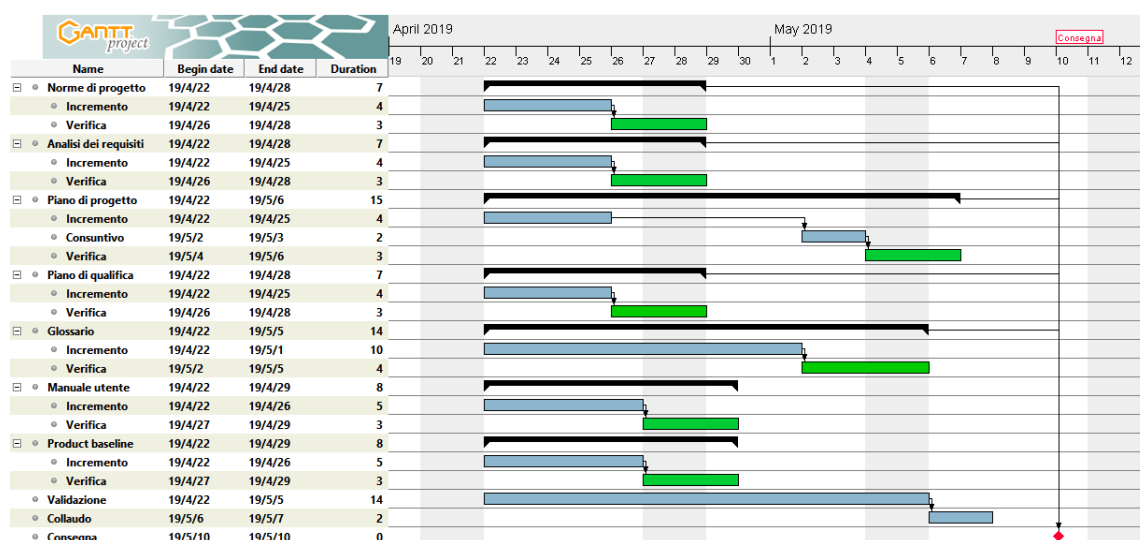 GANTT project
April 2019 May 2019
Consegna
19 20 21 22 23 24 25 26 27 28 29 30 1 2 3 4 5 6 7 8 9 10 11 12
Name Begin date End date Duration
Norme di progetto 19/4/22 19/4/28 7
Incremento 19/4/22 19/4/25 4
Verifica 19/4/26 19/4/28 3
Analisi dei requisiti 19/4/22 19/4/28 7
Incremento 19/4/22 19/4/25 4
Verifica 19/4/26 19/4/28 3
Piano di progetto 19/4/22 19/5/6 15
Incremento 19/4/22 19/4/25 4
Consuntivo 19/5/2 19/5/3 2
Verifica 19/5/4 19/5/6 3
Piano di qualifica 19/4/22 19/4/28 7
Incremento 19/4/22 19/4/25 4
Verifica 19/4/26 19/4/28 3
Glossario 19/4/22 19/5/5 14
Incremento 19/4/22 19/5/1 10
Verifica 19/5/2 19/5/5 4
Manuale utente 19/4/22 19/4/29 8
Incremento 19/4/22 19/4/26 5
Verifica 19/4/27 19/4/29 3
Product baseline 19/4/22 19/4/29 8
Incremento 19/4/22 19/4/26 5
Verifica 19/4/27 19/4/29 3
Validazione 19/4/22 19/5/5 14
Collaudo 19/5/6 19/5/7 2
Consegna 19/5/10 19/5/10 0